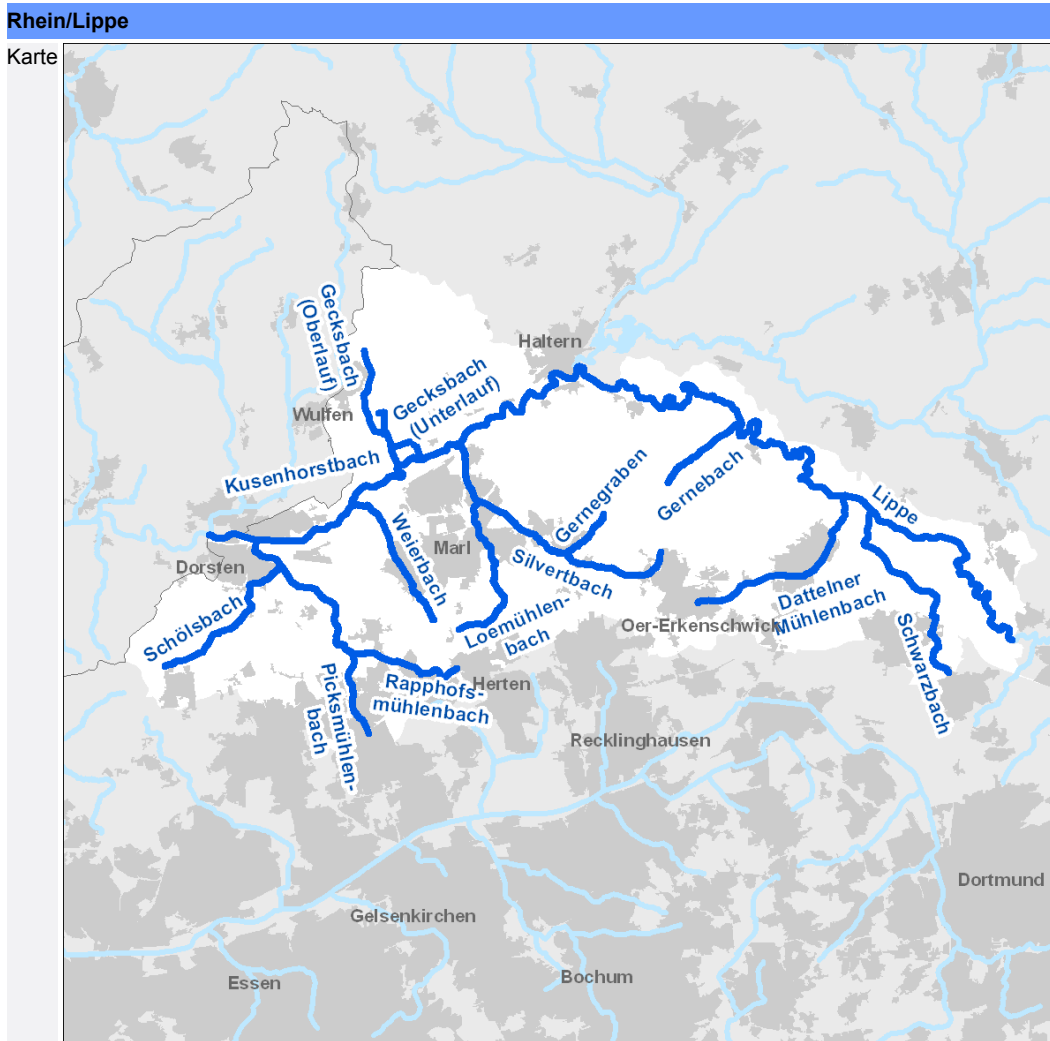 Rhein/Lippe
Karte
Gecksbach
(Oberlauf)
Haltern
Gecksbach
(Unterlauf)
Wulfen
Kusenhorstbach
Gernegraben
Gernebach
Lippe
Weierbach
Marl
Dorsten
Silvertbach
Schölsbach
Loemühlen-
bach
Oer-Erkenschwick
Dattelner
Mühlenbach
Schwarzbach
Picksmühlen-
bach
Rapphofs-
mühlenbach
Herten
Recklinghausen
Dortmund
Gelsenkirchen
Essen
Bochum